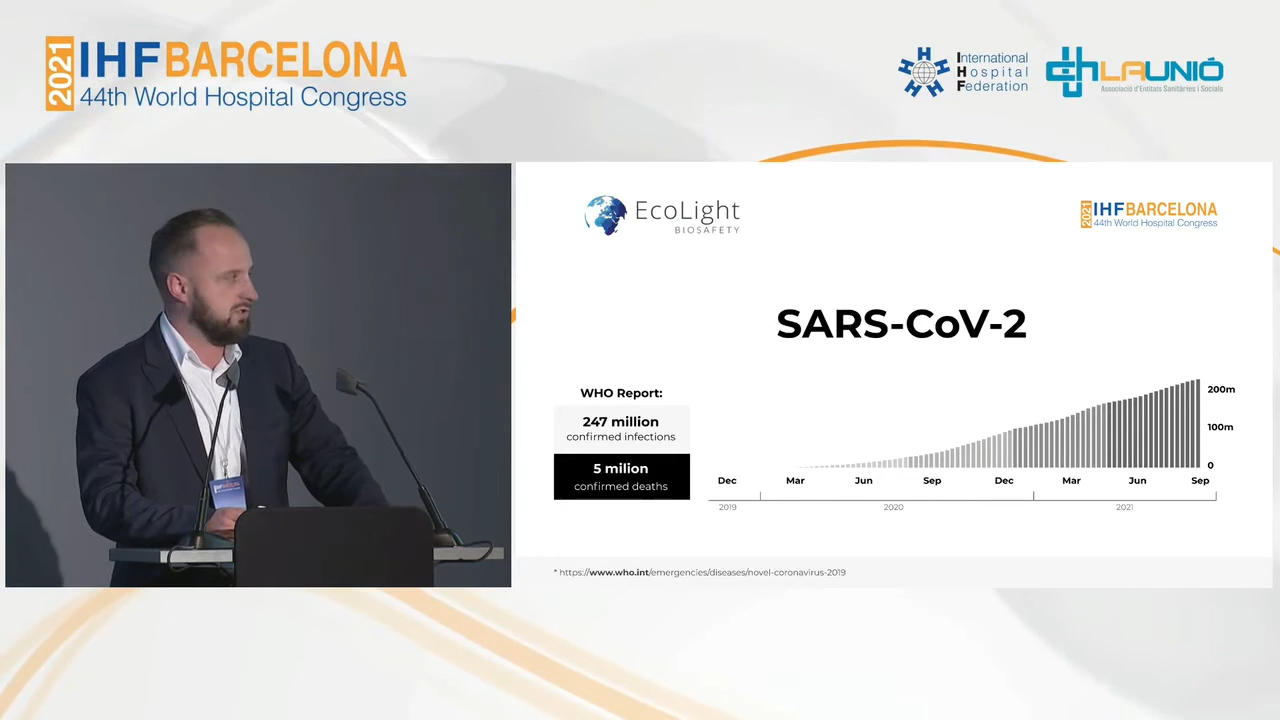 2021
IHF BARCELONA
44th World Hospital Congress
International
Hospital
Federation
LAUNIÓ
Associació d'Entitats Sanitàries i Socials
EcoLight
BIOSAFETY
2021
IHF BARCELONA
44th World Hospital Congress
SARS-CoV-2
WHO Report:
247 million
confirmed infections
5 milion
confirmed deaths
200m
100m
0
Dec Mar Jun Sep Dec Mar Jun Sep
2019 2020 2021
* https://www.who.int/emergencies/diseases/novel-coronavirus-2019